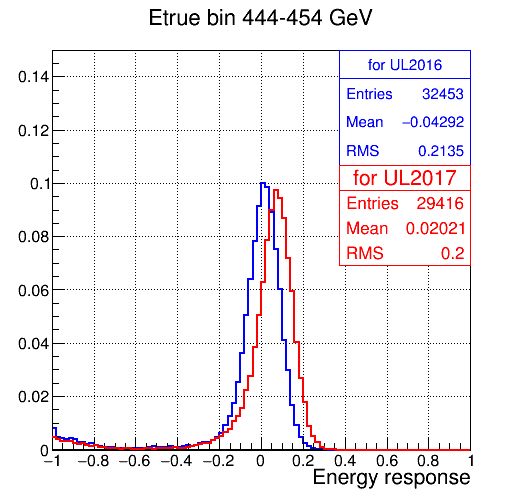 Etrue bin 444-454 GeV
for UL2016
Entries 32453
Mean −0.04292
RMS 0.2135
for UL2017
Entries 29416
Mean 0.02021
RMS 0.2
0.14
0.12
0.1
0.08
0.06
0.04
0.02
0
−1 −0.8 −0.6 −0.4 −0.2 0 0.2 0.4 0.6 0.8 1
Energy response